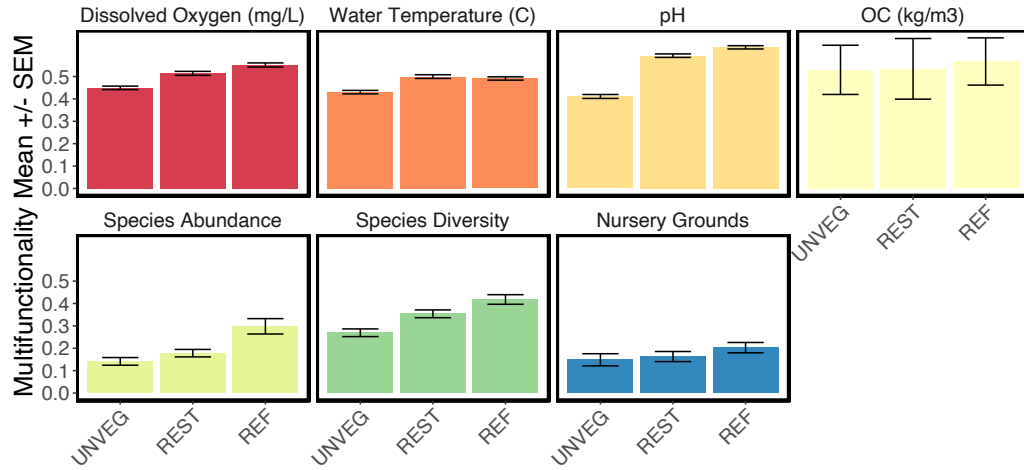 Dissolved Oxygen (mg/L) Water Temperature (C) pH OC (kg/m3)
Multifunctionality Mean +/- SEM
0.5
0.4
0.3
0.2
0.1
0.0
UNVEG REST REF
Species Abundance Species Diversity Nursery Grounds
0.5
0.4
0.3
0.2
0.1
0.0
UNVEG REST REF UNVEG REST REF UNVEG REST REF